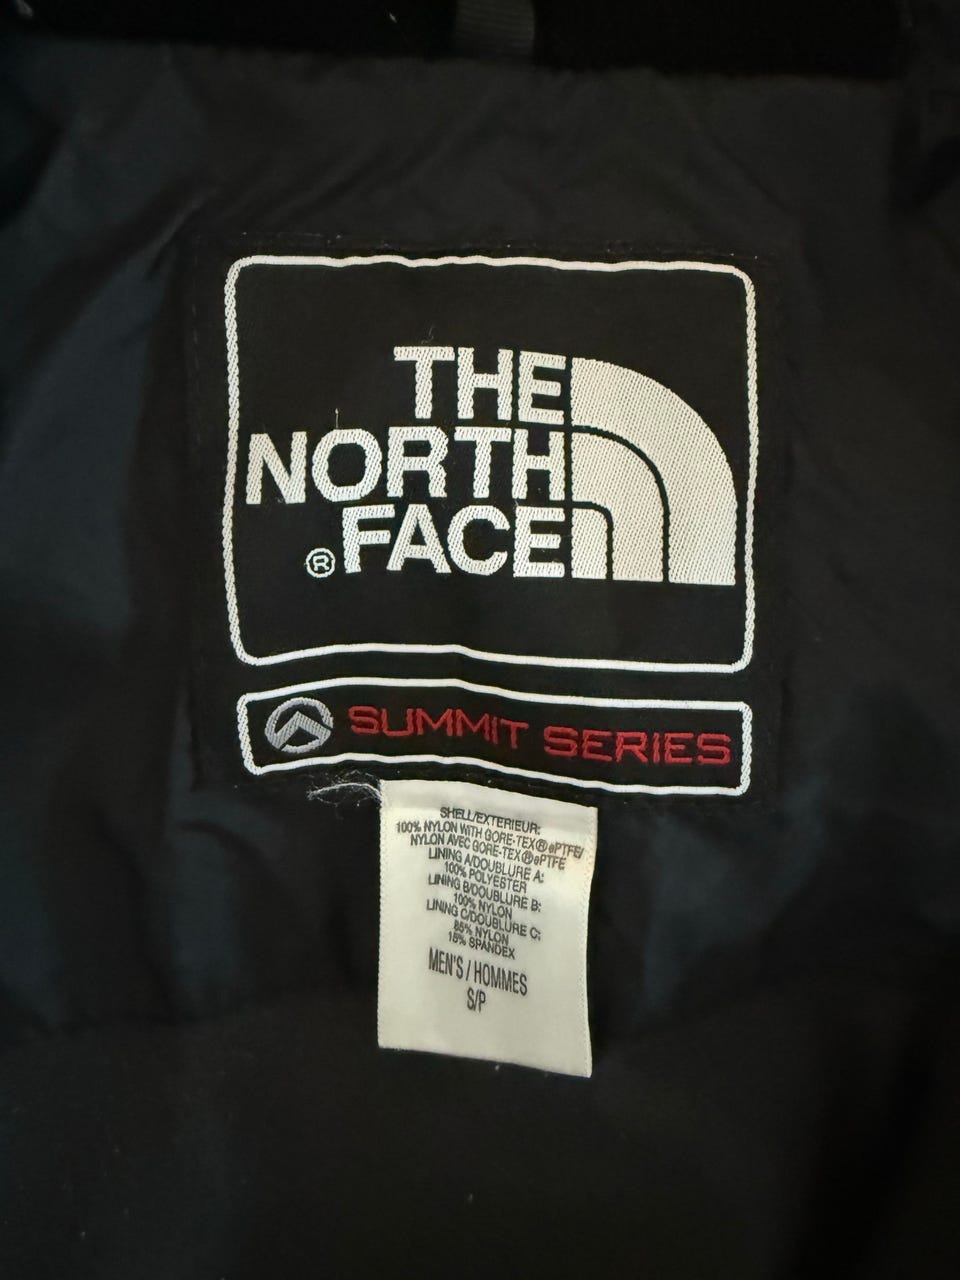 THE
NORTH
FACE
®
SUMMIT SERIES
SHELL/EXTERIEUR:
100% NYLON WITH GORE-TEX® ePTFE/
NYLON AVEC GORE-TEX® ePTFE
LINING A/DOUBLURE A:
100% POLYESTER
LINING B/DOUBLURE B:
100% NYLON
LINING C/DOUBLURE C:
85% NYLON
15% SPANDEX
MEN'S / HOMMES
S/P